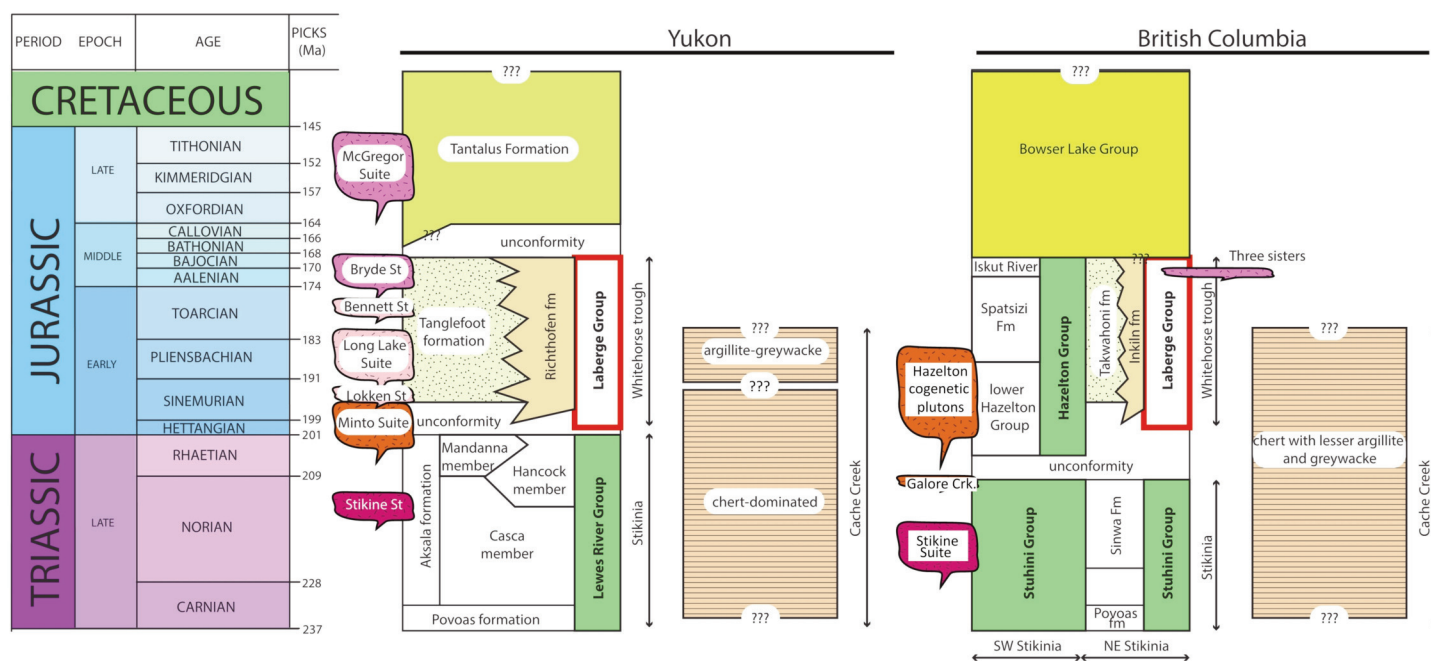 Yukon
British Columbia
PERIOD
EPOCH
AGE
PICKS
(Ma)
CRETACEOUS
JURASSIC
TRIASSIC
LATE
MIDDLE
EARLY
LATE
TITHONIAN
KIMMERIDGIAN
OXFORDIAN
CALLOVIAN
BATHONIAN
BAJOCIAN
AALENIAN
TOARCIAN
PLIENSBACHIAN
SINEMURIAN
HETTANGIAN
RHAETIAN
NORIAN
CARNIAN
145
152
157
164
166
168
170
174
183
191
199
201
209
228
237
McGregor
Suite
Bryde St
Bennett St
Long Lake
Suite
Lokken St
Minto Suite
Stikine St
???
Tantalus Formation
???
unconformity
Tanglefoot
formation
Richthofen fm
Laberge Group
Whitehorse trough
unconformity
Aksala formation
Mandanna
member
Hancock
member
Casca
member
Povoas formation
Lewes River Group
Stikinia
???
argillite-greywacke
???
chert-dominated
???
Cache Creek
Hazelton
cogenetic
plutons
Galore Crk.
Stikine
Suite
???
Bowser Lake Group
???
Three sisters
Iskut River
Spatsizi
Fm
lower
Hazelton
Group
Hazelton Group
Takwahoni fm
Inklin fm
Laberge Group
Whitehorse trough
unconformity
Stuhini Group
Sinwa Fm
Povoas
fm
Stuhini Group
Stikinia
SW Stikinia
NE Stikinia
???
chert with lesser argillite
and greywacke
???
Cache Creek